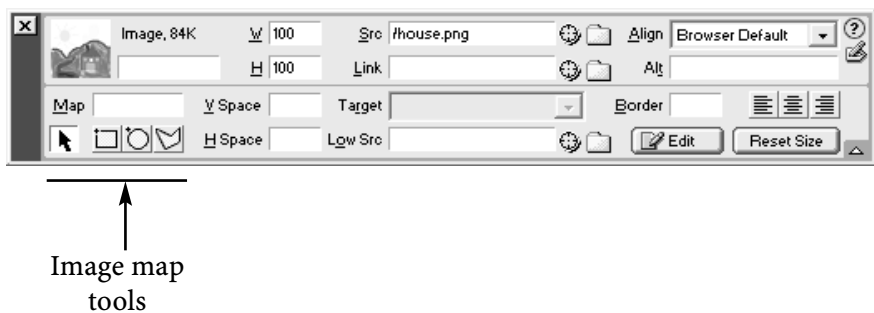 Image, 84K W 100 Src /house.png Align Browser Default ?
H 100 Link Alt
Map V Space Target Border
H Space Low Src Edit Reset Size
Image map
tools